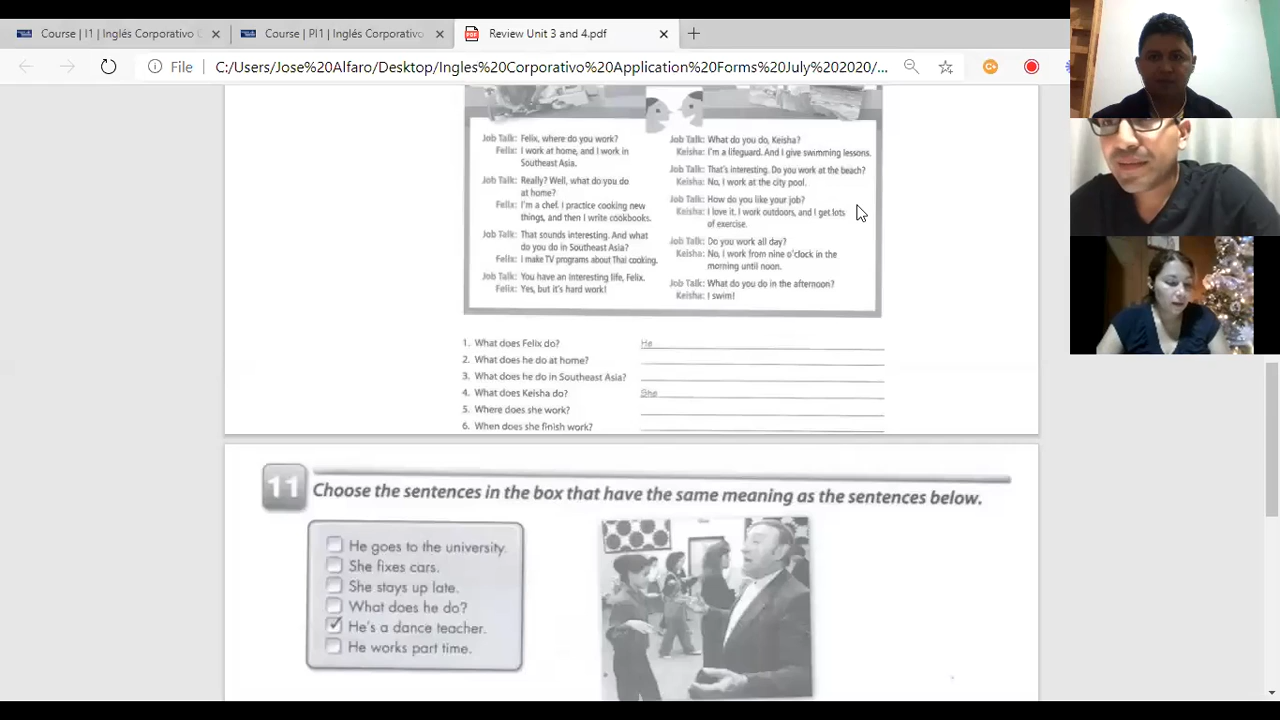 Course | I1 | Inglés Corporativo
Course | PI1 | Inglés Corporativo
Review Unit 3 and 4.pdf
File
C:/Users/Jose%20Alfaro/Desktop/Ingles%20Corporativo%20Application%20Forms%20July%202020/...
Job Talk: Felix, where do you work?
Felix: I work at home, and I work in
Southeast Asia.
Job Talk: Really? Well, what do you do
at home?
Felix: I'm a chef. I practice cooking new
things, and then I write cookbooks.
Job Talk: That sounds interesting. And what
do you do in Southeast Asia?
Felix: I make TV programs about Thai cooking.
Job Talk: You have an interesting life, Felix.
Felix: Yes, but it's hard work!
Job Talk: What do you do, Keisha?
Keisha: I'm a lifeguard. And I give swimming lessons.
Job Talk: That's interesting. Do you work at the beach?
Keisha: No, I work at the city pool.
Job Talk: How do you like your job?
Keisha: I love it. I work outdoors, and I get lots
of exercise.
Job Talk: Do you work all day?
Keisha: No, I work from nine o'clock in the
morning until noon.
Job Talk: What do you do in the afternoon?
Keisha: I swim!
1. What does Felix do? He
2. What does he do at home?
3. What does he do in Southeast Asia?
4. What does Keisha do? She
5. Where does she work?
6. When does she finish work?
11 Choose the sentences in the box that have the same meaning as the sentences below.
He goes to the university.
She fixes cars.
She stays up late.
What does he do?
He's a dance teacher.
He works part time.